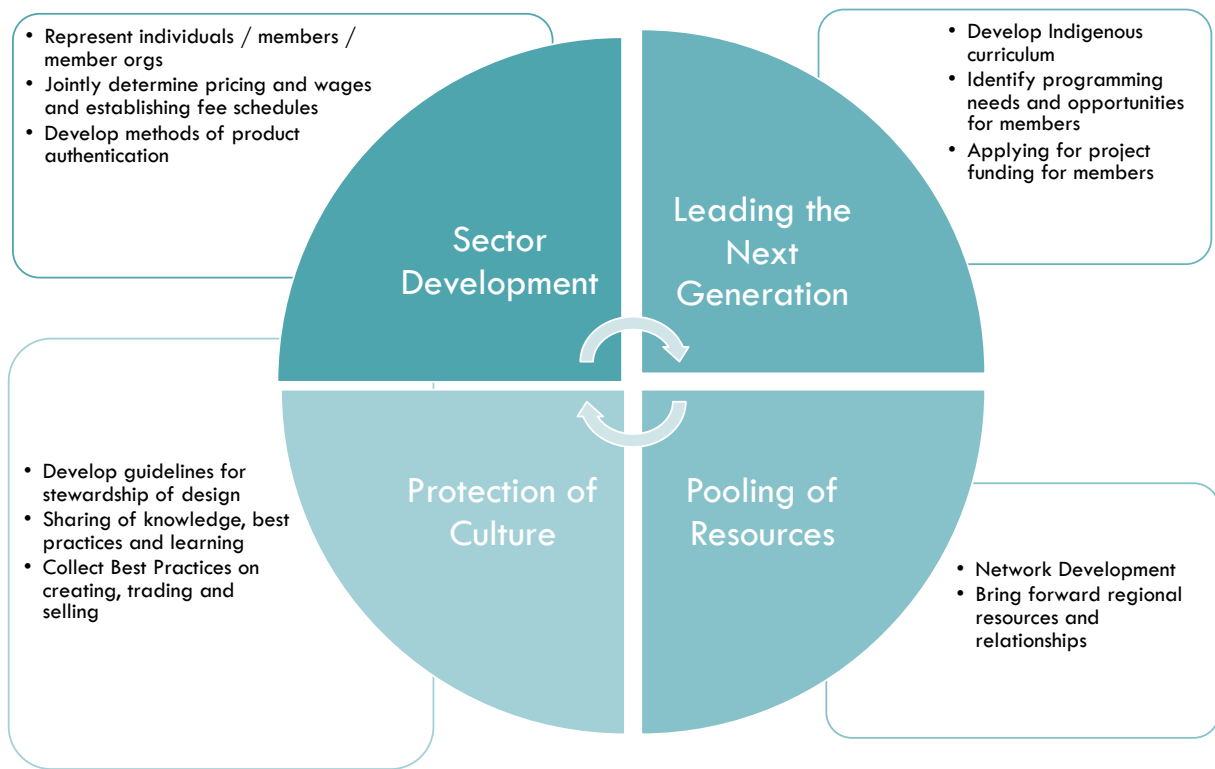 • Represent individuals / members /
member orgs
• Jointly determine pricing and wages
and establishing fee schedules
• Develop methods of product
authentication
• Develop Indigenous
curriculum
• Identify programming
needs and opportunities
for members
• Applying for project
funding for members
Sector
Development
Leading the
Next
Generation
Protection of
Culture
Pooling of
Resources
• Develop guidelines for
stewardship of design
• Sharing of knowledge, best
practices and learning
• Collect Best Practices on
creating, trading and
selling
• Network Development
• Bring forward regional
resources and
relationships